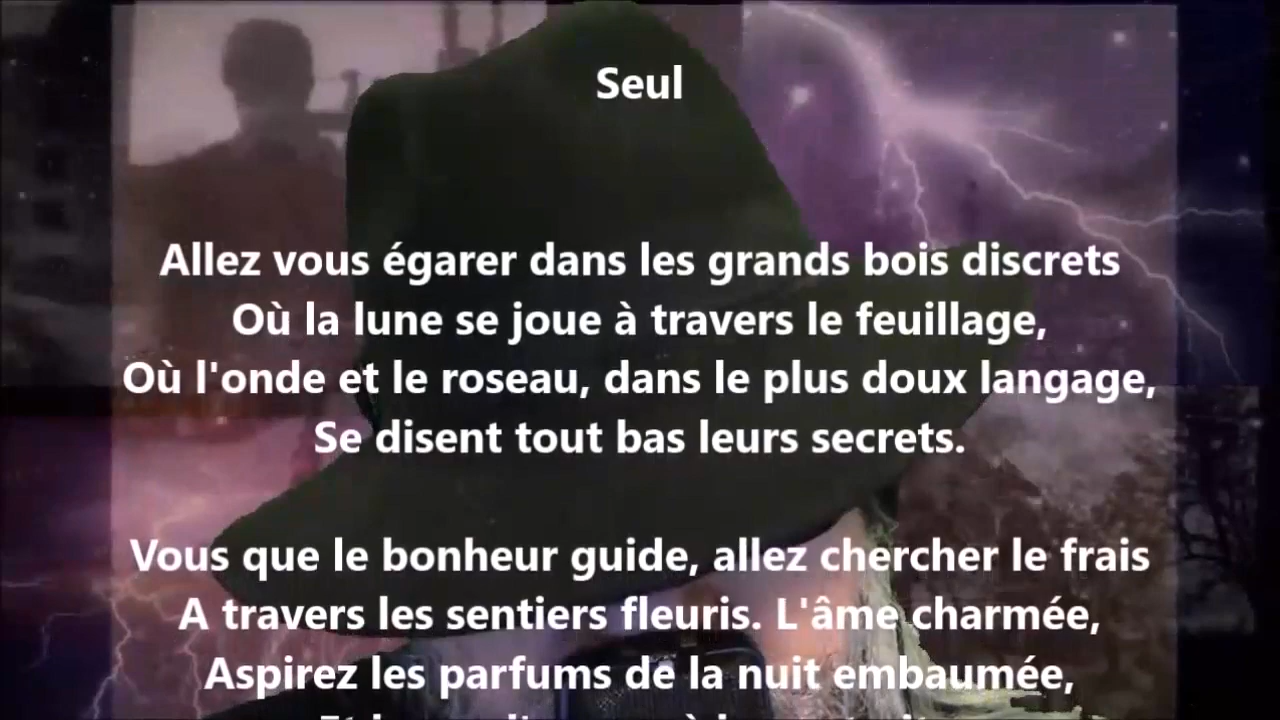 Seul
Allez vous égarer dans les grands bois discrets
Où la lune se joue à travers le feuillage,
Où l'onde et le roseau, dans le plus doux langage,
Se disent tout bas leurs secrets.
Vous que le bonheur guide, allez chercher le frais
A travers les sentiers fleuris. L'âme charmée,
Aspirez les parfums de la nuit embaumée,